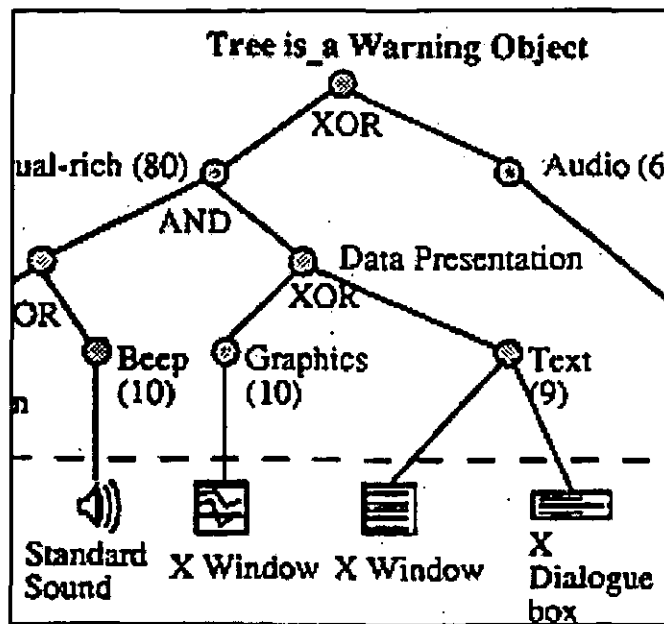 Tree is_a Warning Object
XOR
ual-rich (80)
Audio (6
AND
Data Presentation
OR
XOR
Beep
(10)
Graphics
(10)
Text
(9)
n
Standard
Sound
X Window
X Window
X
Dialogue
box